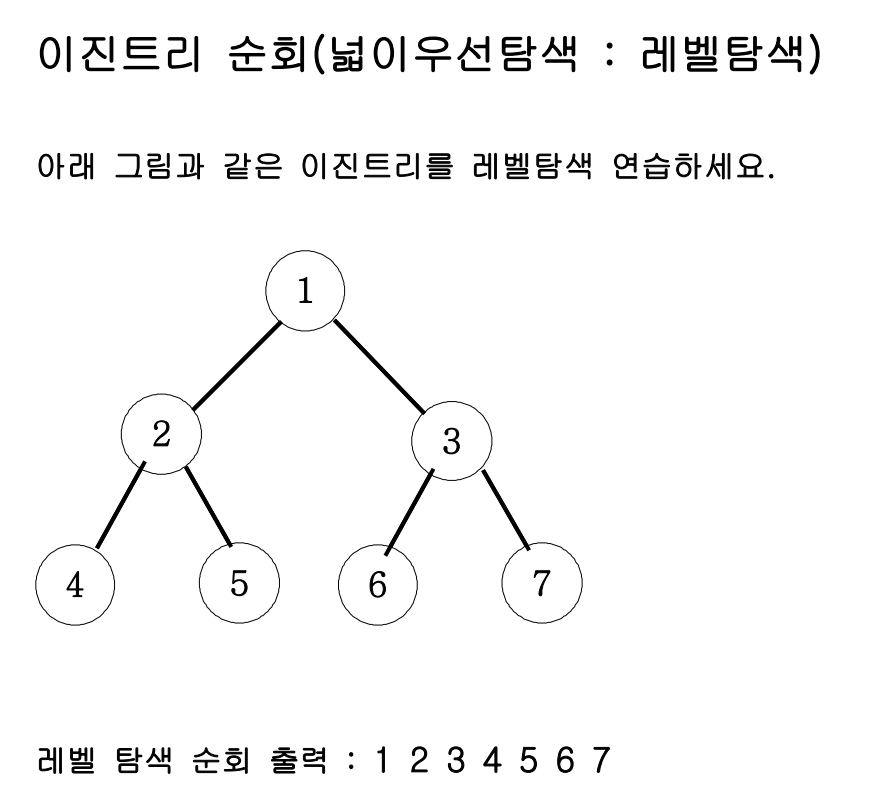 이진트리 순회(넓이우선탐색 : 레벨탐색)
아래 그림과 같은 이진트리를 레벨탐색 연습하세요.
1
2 3
4 5 6 7
레벨 탐색 순회 출력 : 1 2 3 4 5 6 7